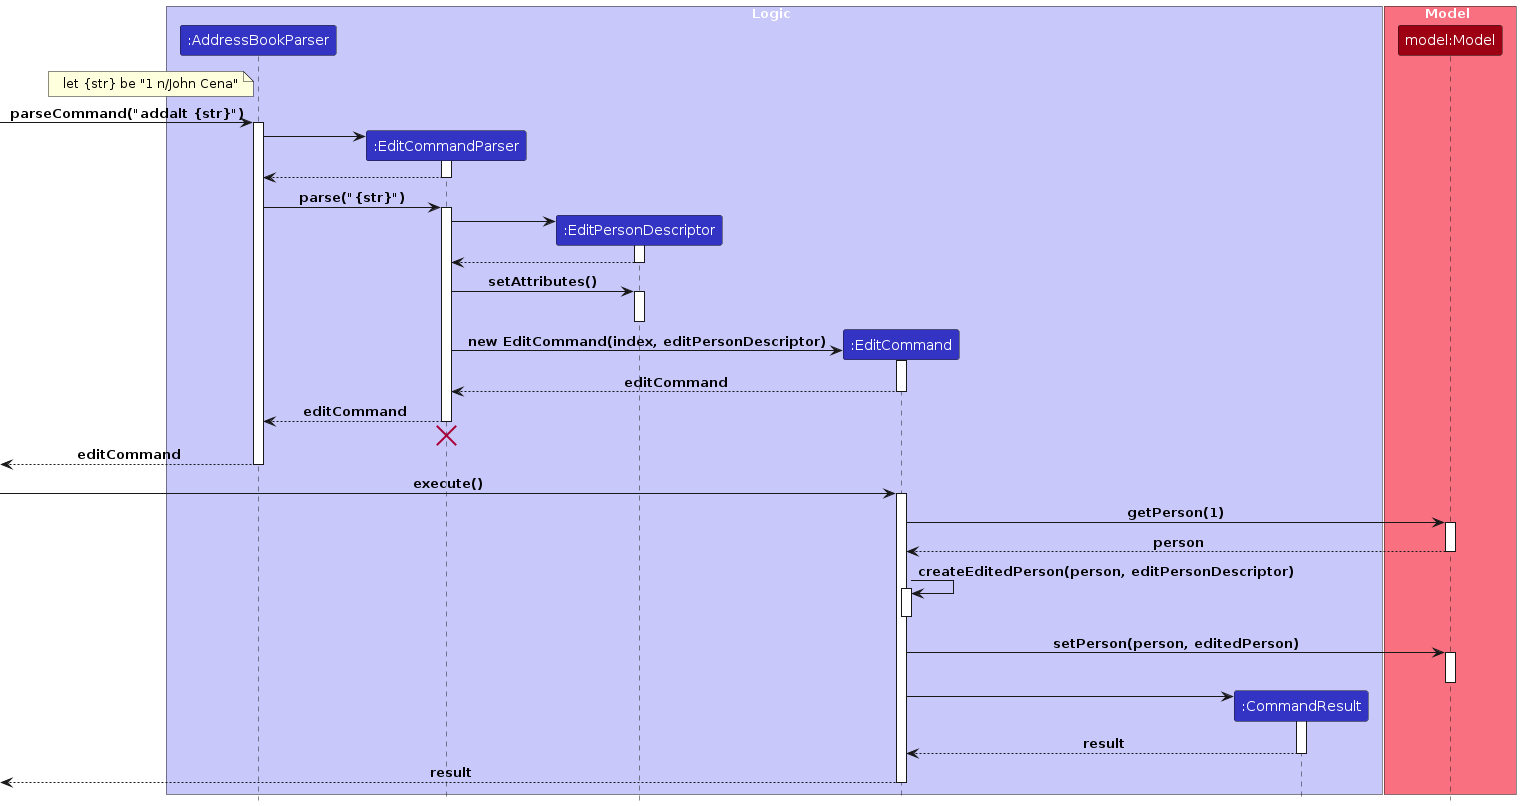 Logic
Model
:AddressBookParser
model:Model
let {str} be "1 n/John Cena"
parseCommand("addalt {str}")
:EditCommandParser
parse("{str}")
:EditPersonDescriptor
setAttributes()
new EditCommand(index, editPersonDescriptor)
:EditCommand
editCommand
editCommand
editCommand
execute()
getPerson(1)
person
createEditedPerson(person, editPersonDescriptor)
setPerson(person, editedPerson)
:CommandResult
result
result